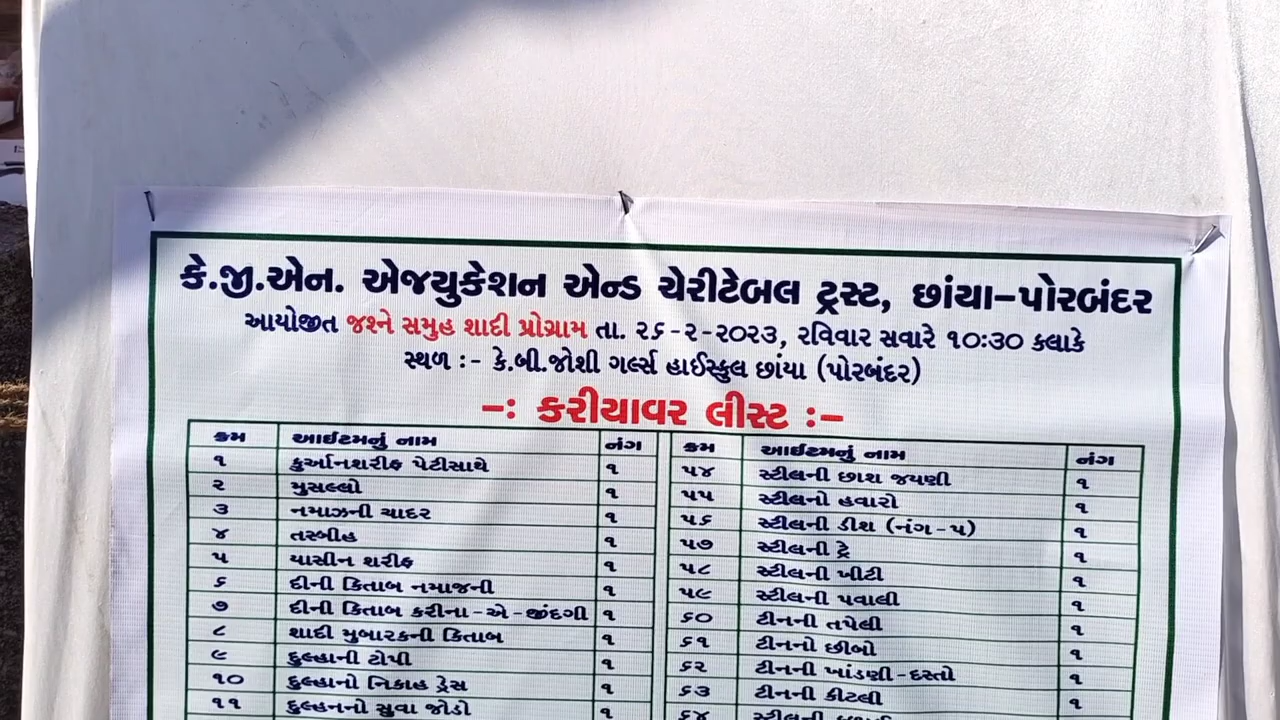 કે.જી.એન. એજયુકેશન એન્ડ ચેરીટેબલ ટ્રસ્ટ, છાંયા-પોરબંદર
આયોજીત જશ્ને સમુહ શાદી પ્રોગ્રામ તા. ૨૬-૨-૨૦૨૩, રવિવાર સવારે ૧૦:૩૦ કલાકે
સ્થળ :- કે.બી.જોશી ગર્લ્સ હાઈસ્કુલ છાંયા (પોરબંદર)
-: કરીયાવર લીસ્ટ :-
ક્રમ આઈટમનું નામ નંગ ક્રમ આઈટમનું નામ નંગ
૧ કુર્આનશરીફ પેટીસાથે ૧ ૫૪ સ્ટીલની છાશ જયણી ૧
૨ મુસલ્લો ૧ ૫૫ સ્ટીલનો હવારો ૧
૩ નમાઝની ચાદર ૧ ૫૬ સ્ટીલની ડીશ (નંગ-૫) ૧
૪ તસ્બીહ ૧ ૫૭ સ્ટીલની ટ્રે ૧
૫ યાસીન શરીફ ૧ ૫૮ સ્ટીલની ખીટી ૧
૬ દીની કિતાબ નમાજની ૧ ૫૯ સ્ટીલની પવાલી ૧
૭ દીની કિતાબ કરીના-એ-જીંદગી ૧ ૬૦ ટીનની તપેલી ૧
૮ શાદી મુબારકની કિતાબ ૧ ૬૧ ટીનનો છીબો ૧
૯ દુલ્હાની ટોપી ૧ ૬૨ ટીનની ખાંડણી-દસ્તો ૧
૧૦ દુલ્હાનો નિકાહ ડ્રેસ ૧ ૬૩ ટીનની કીટલી ૧
૧૧ દુલ્હનનો સુવા જોડો ૧ ૬૪ સ્ટીલની